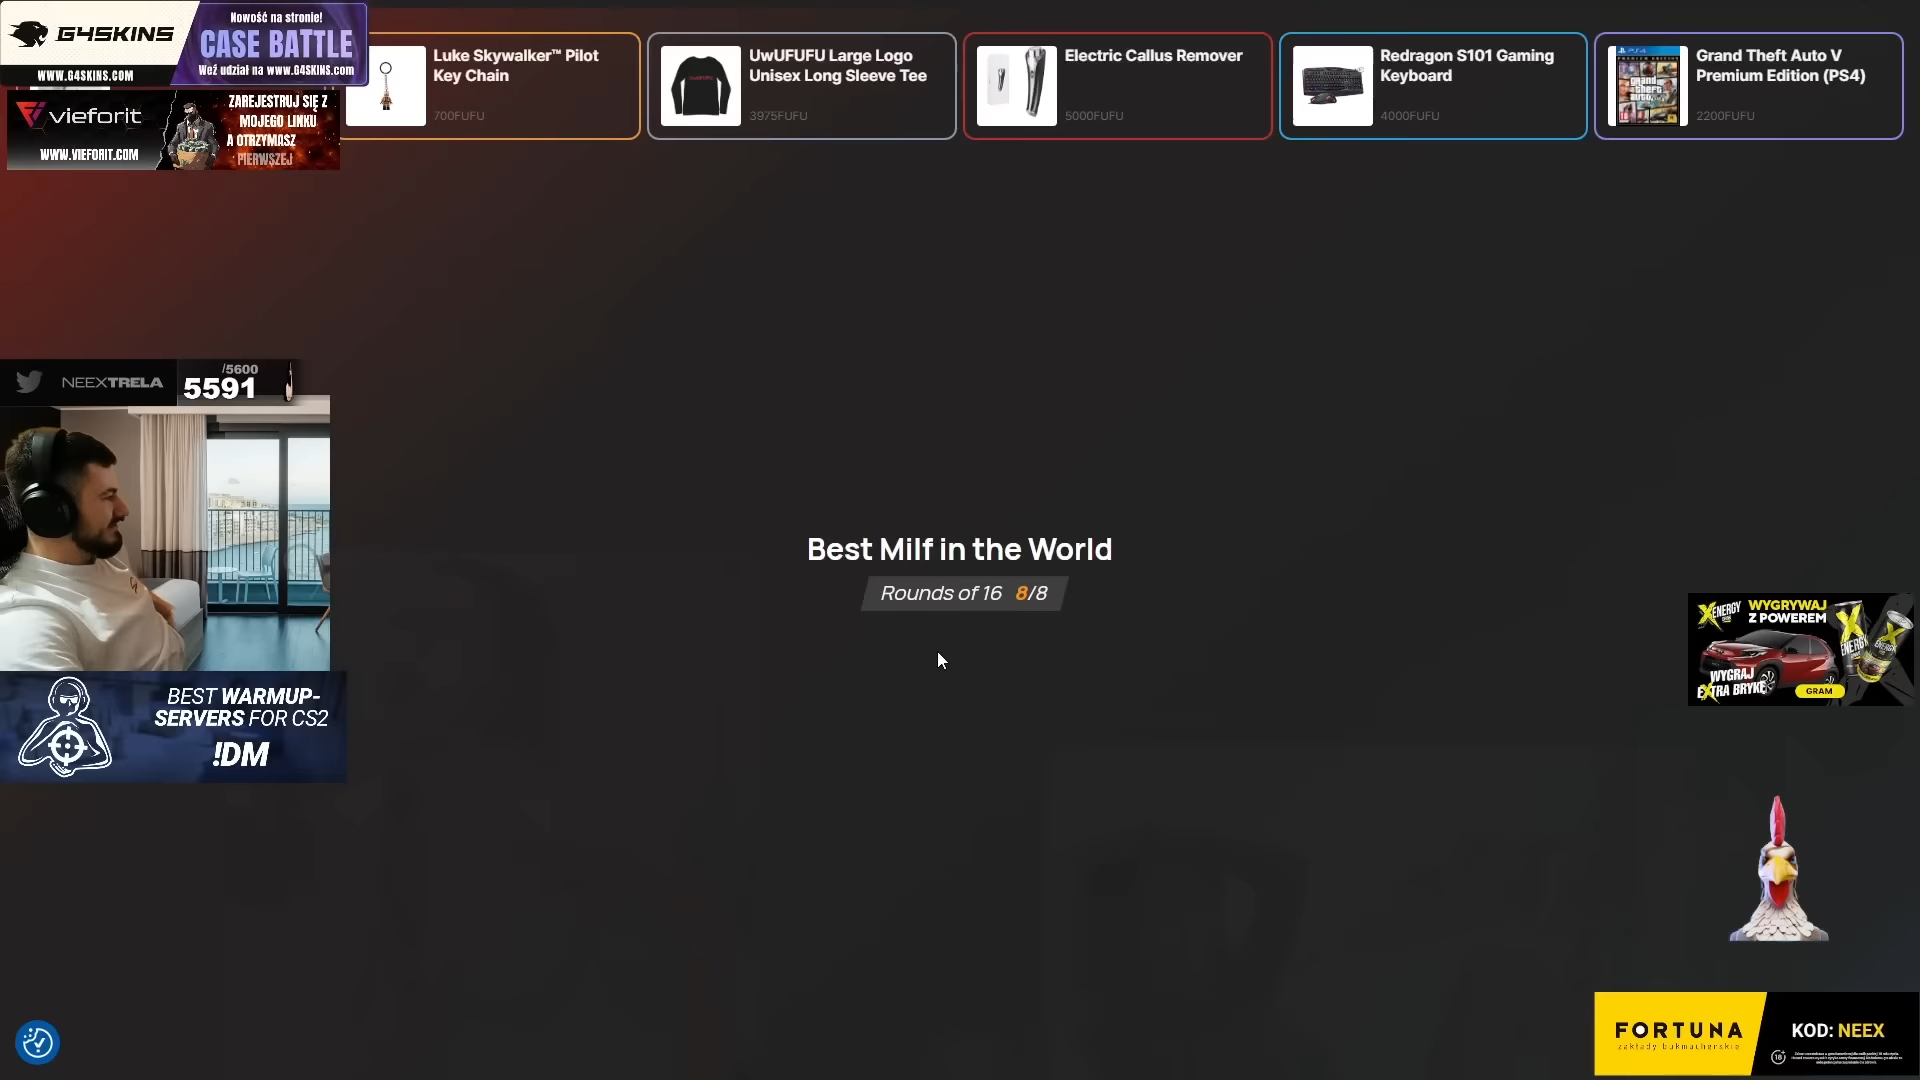 G4SKINS
WWW.G4SKINS.COM
Nowość na stronie!
CASE BATTLE
Weź udział na www.G4SKINS.com
vieforit
WWW.VIEFORIT.COM
ZAREJESTRUJ SIĘ Z
MOJEGO LINKU
A OTRZYMASZ
PIERWSZEJ
Luke Skywalker™ Pilot
Key Chain
700FUFU
UwUFUFU Large Logo
Unisex Long Sleeve Tee
3975FUFU
Electric Callus Remover
5000FUFU
Redragon S101 Gaming
Keyboard
4000FUFU
Grand Theft Auto V
Premium Edition (PS4)
2200FUFU
NEEXTRELA
/5600
5591
Best Milf in the World
Rounds of 16 8/8
BEST WARMUP-
SERVERS FOR CS2
!DM
XENERGY
WYGRYWAJ
Z POWEREM
WYGRAJ
EXTRA BRYKĘ
GRAM
FORTUNA
zakłady bukmacherskie
KOD: NEEX
18+